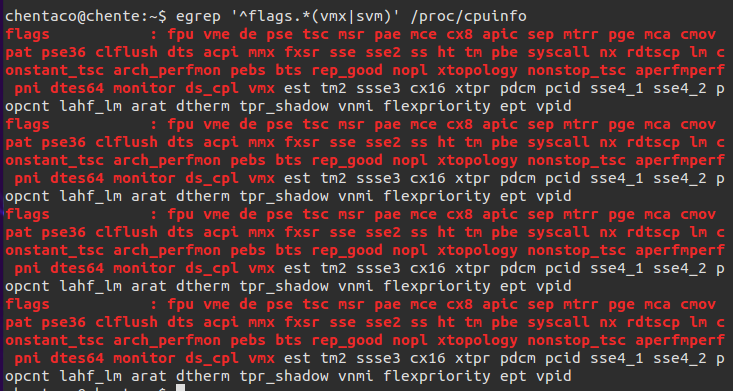 chentaco@chente:~$ egrep '^flags.*(vmx|svm)' /proc/cpuinfo
flags : fpu vme de pse tsc msr pae mce cx8 apic sep mtrr pge mca cmov
pat pse36 clflush dts acpi mmx fxsr sse sse2 ss ht tm pbe syscall nx rdtscp lm c
onstant_tsc arch_perfmon pebs bts rep_good nopl xtopology nonstop_tsc aperfmperf
pni dtes64 monitor ds_cpl vmx est tm2 ssse3 cx16 xtpr pdcm pcid sse4_1 sse4_2 p
opcnt lahf_lm arat dtherm tpr_shadow vnmi flexpriority ept vpid
flags : fpu vme de pse tsc msr pae mce cx8 apic sep mtrr pge mca cmov
pat pse36 clflush dts acpi mmx fxsr sse sse2 ss ht tm pbe syscall nx rdtscp lm c
onstant_tsc arch_perfmon pebs bts rep_good nopl xtopology nonstop_tsc aperfmperf
pni dtes64 monitor ds_cpl vmx est tm2 ssse3 cx16 xtpr pdcm pcid sse4_1 sse4_2 p
opcnt lahf_lm arat dtherm tpr_shadow vnmi flexpriority ept vpid
flags : fpu vme de pse tsc msr pae mce cx8 apic sep mtrr pge mca cmov
pat pse36 clflush dts acpi mmx fxsr sse sse2 ss ht tm pbe syscall nx rdtscp lm c
onstant_tsc arch_perfmon pebs bts rep_good nopl xtopology nonstop_tsc aperfmperf
pni dtes64 monitor ds_cpl vmx est tm2 ssse3 cx16 xtpr pdcm pcid sse4_1 sse4_2 p
opcnt lahf_lm arat dtherm tpr_shadow vnmi flexpriority ept vpid
flags : fpu vme de pse tsc msr pae mce cx8 apic sep mtrr pge mca cmov
pat pse36 clflush dts acpi mmx fxsr sse sse2 ss ht tm pbe syscall nx rdtscp lm c
onstant_tsc arch_perfmon pebs bts rep_good nopl xtopology nonstop_tsc aperfmperf
pni dtes64 monitor ds_cpl vmx est tm2 ssse3 cx16 xtpr pdcm pcid sse4_1 sse4_2 p
opcnt lahf_lm arat dtherm tpr_shadow vnmi flexpriority ept vpid